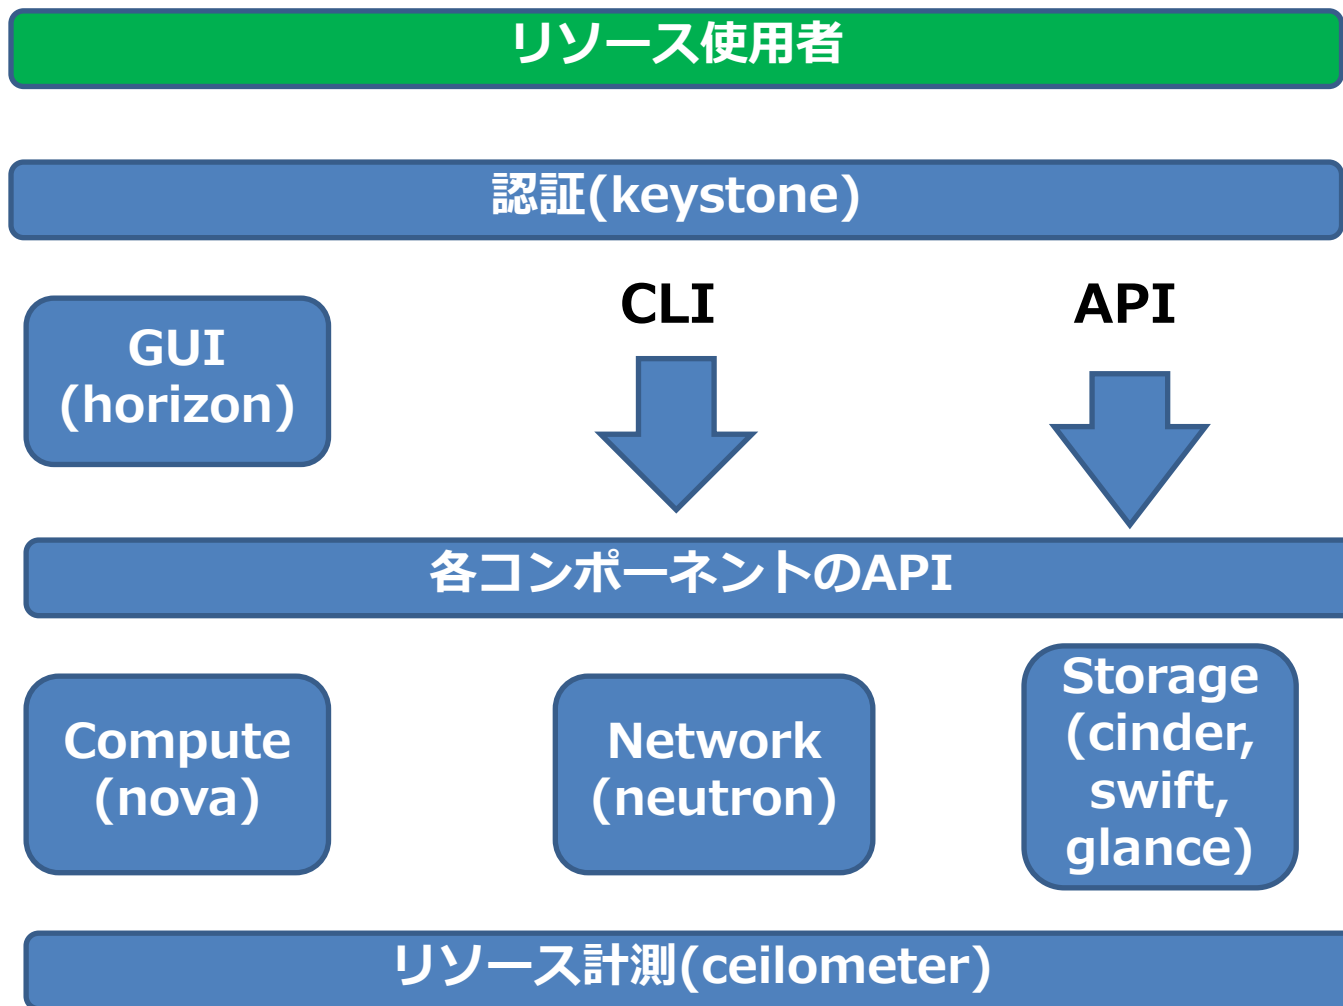 リソース使用者
認証(keystone)
GUI
(horizon)
CLI
API
各コンポーネントのAPI
Compute
(nova)
Network
(neutron)
Storage
(cinder,
swift,
glance)
リソース計測(ceilometer)